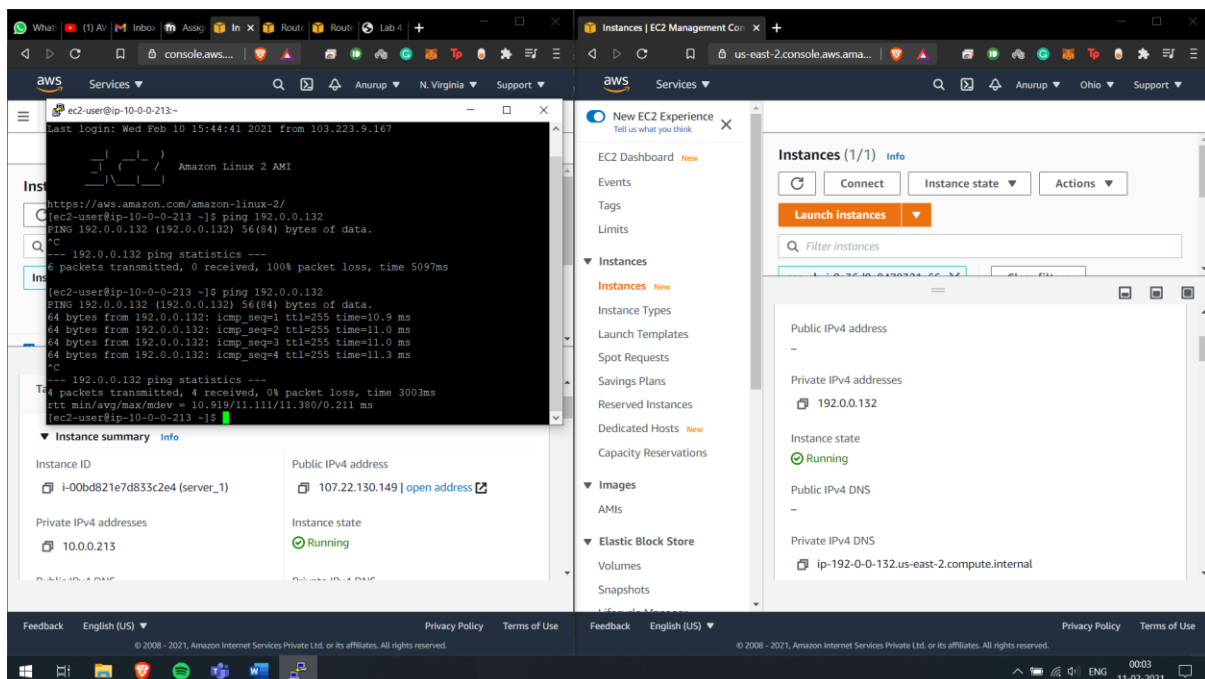 What: (1) AV Inbox Assig In Route Route Lab 4
console.aws....
aws Services Anurup N. Virginia Support
ec2-user@ip-10-0-0-213:~
Last login: Wed Feb 10 15:44:41 2021 from 103.223.9.167
__| __|_ )
_| ( / Amazon Linux 2 AMI
___|\___|___|
https://aws.amazon.com/amazon-linux-2/
[ec2-user@ip-10-0-0-213 ~]$ ping 192.0.0.132
PING 192.0.0.132 (192.0.0.132) 56(84) bytes of data.
^C
--- 192.0.0.132 ping statistics ---
6 packets transmitted, 0 received, 100% packet loss, time 5097ms
[ec2-user@ip-10-0-0-213 ~]$ ping 192.0.0.132
PING 192.0.0.132 (192.0.0.132) 56(84) bytes of data.
64 bytes from 192.0.0.132: icmp_seq=1 ttl=255 time=10.9 ms
64 bytes from 192.0.0.132: icmp_seq=2 ttl=255 time=11.0 ms
64 bytes from 192.0.0.132: icmp_seq=3 ttl=255 time=11.0 ms
64 bytes from 192.0.0.132: icmp_seq=4 ttl=255 time=11.3 ms
^C
--- 192.0.0.132 ping statistics ---
4 packets transmitted, 4 received, 0% packet loss, time 3003ms
rtt min/avg/max/mdev = 10.919/11.111/11.380/0.211 ms
[ec2-user@ip-10-0-0-213 ~]$
Inst
Ins
Ta
Instance summary Info
Instance ID
i-00bd821e7d833c2e4 (server_1)
Public IPv4 address
107.22.130.149 | open address
Private IPv4 addresses
10.0.0.213
Instance state
Running
Feedback English (US) Privacy Policy Terms of Use
© 2008 - 2021, Amazon Internet Services Private Ltd. or its affiliates. All rights reserved.
Instances | EC2 Management Con
us-east-2.console.aws.ama...
aws Services Anurup Ohio Support
New EC2 Experience
Tell us what you think
EC2 Dashboard New
Events
Tags
Limits
Instances
Instances New
Instance Types
Launch Templates
Spot Requests
Savings Plans
Reserved Instances
Dedicated Hosts New
Capacity Reservations
Images
AMIs
Elastic Block Store
Volumes
Snapshots
Instances (1/1) Info
Connect Instance state Actions
Launch instances
Filter instances
Public IPv4 address
–
Private IPv4 addresses
192.0.0.132
Instance state
Running
Public IPv4 DNS
–
Private IPv4 DNS
ip-192-0-0-132.us-east-2.compute.internal
Feedback English (US) Privacy Policy Terms of Use
© 2008 - 2021, Amazon Internet Services Private Ltd. or its affiliates. All rights reserved.
ENG
00:03
11-02-2021